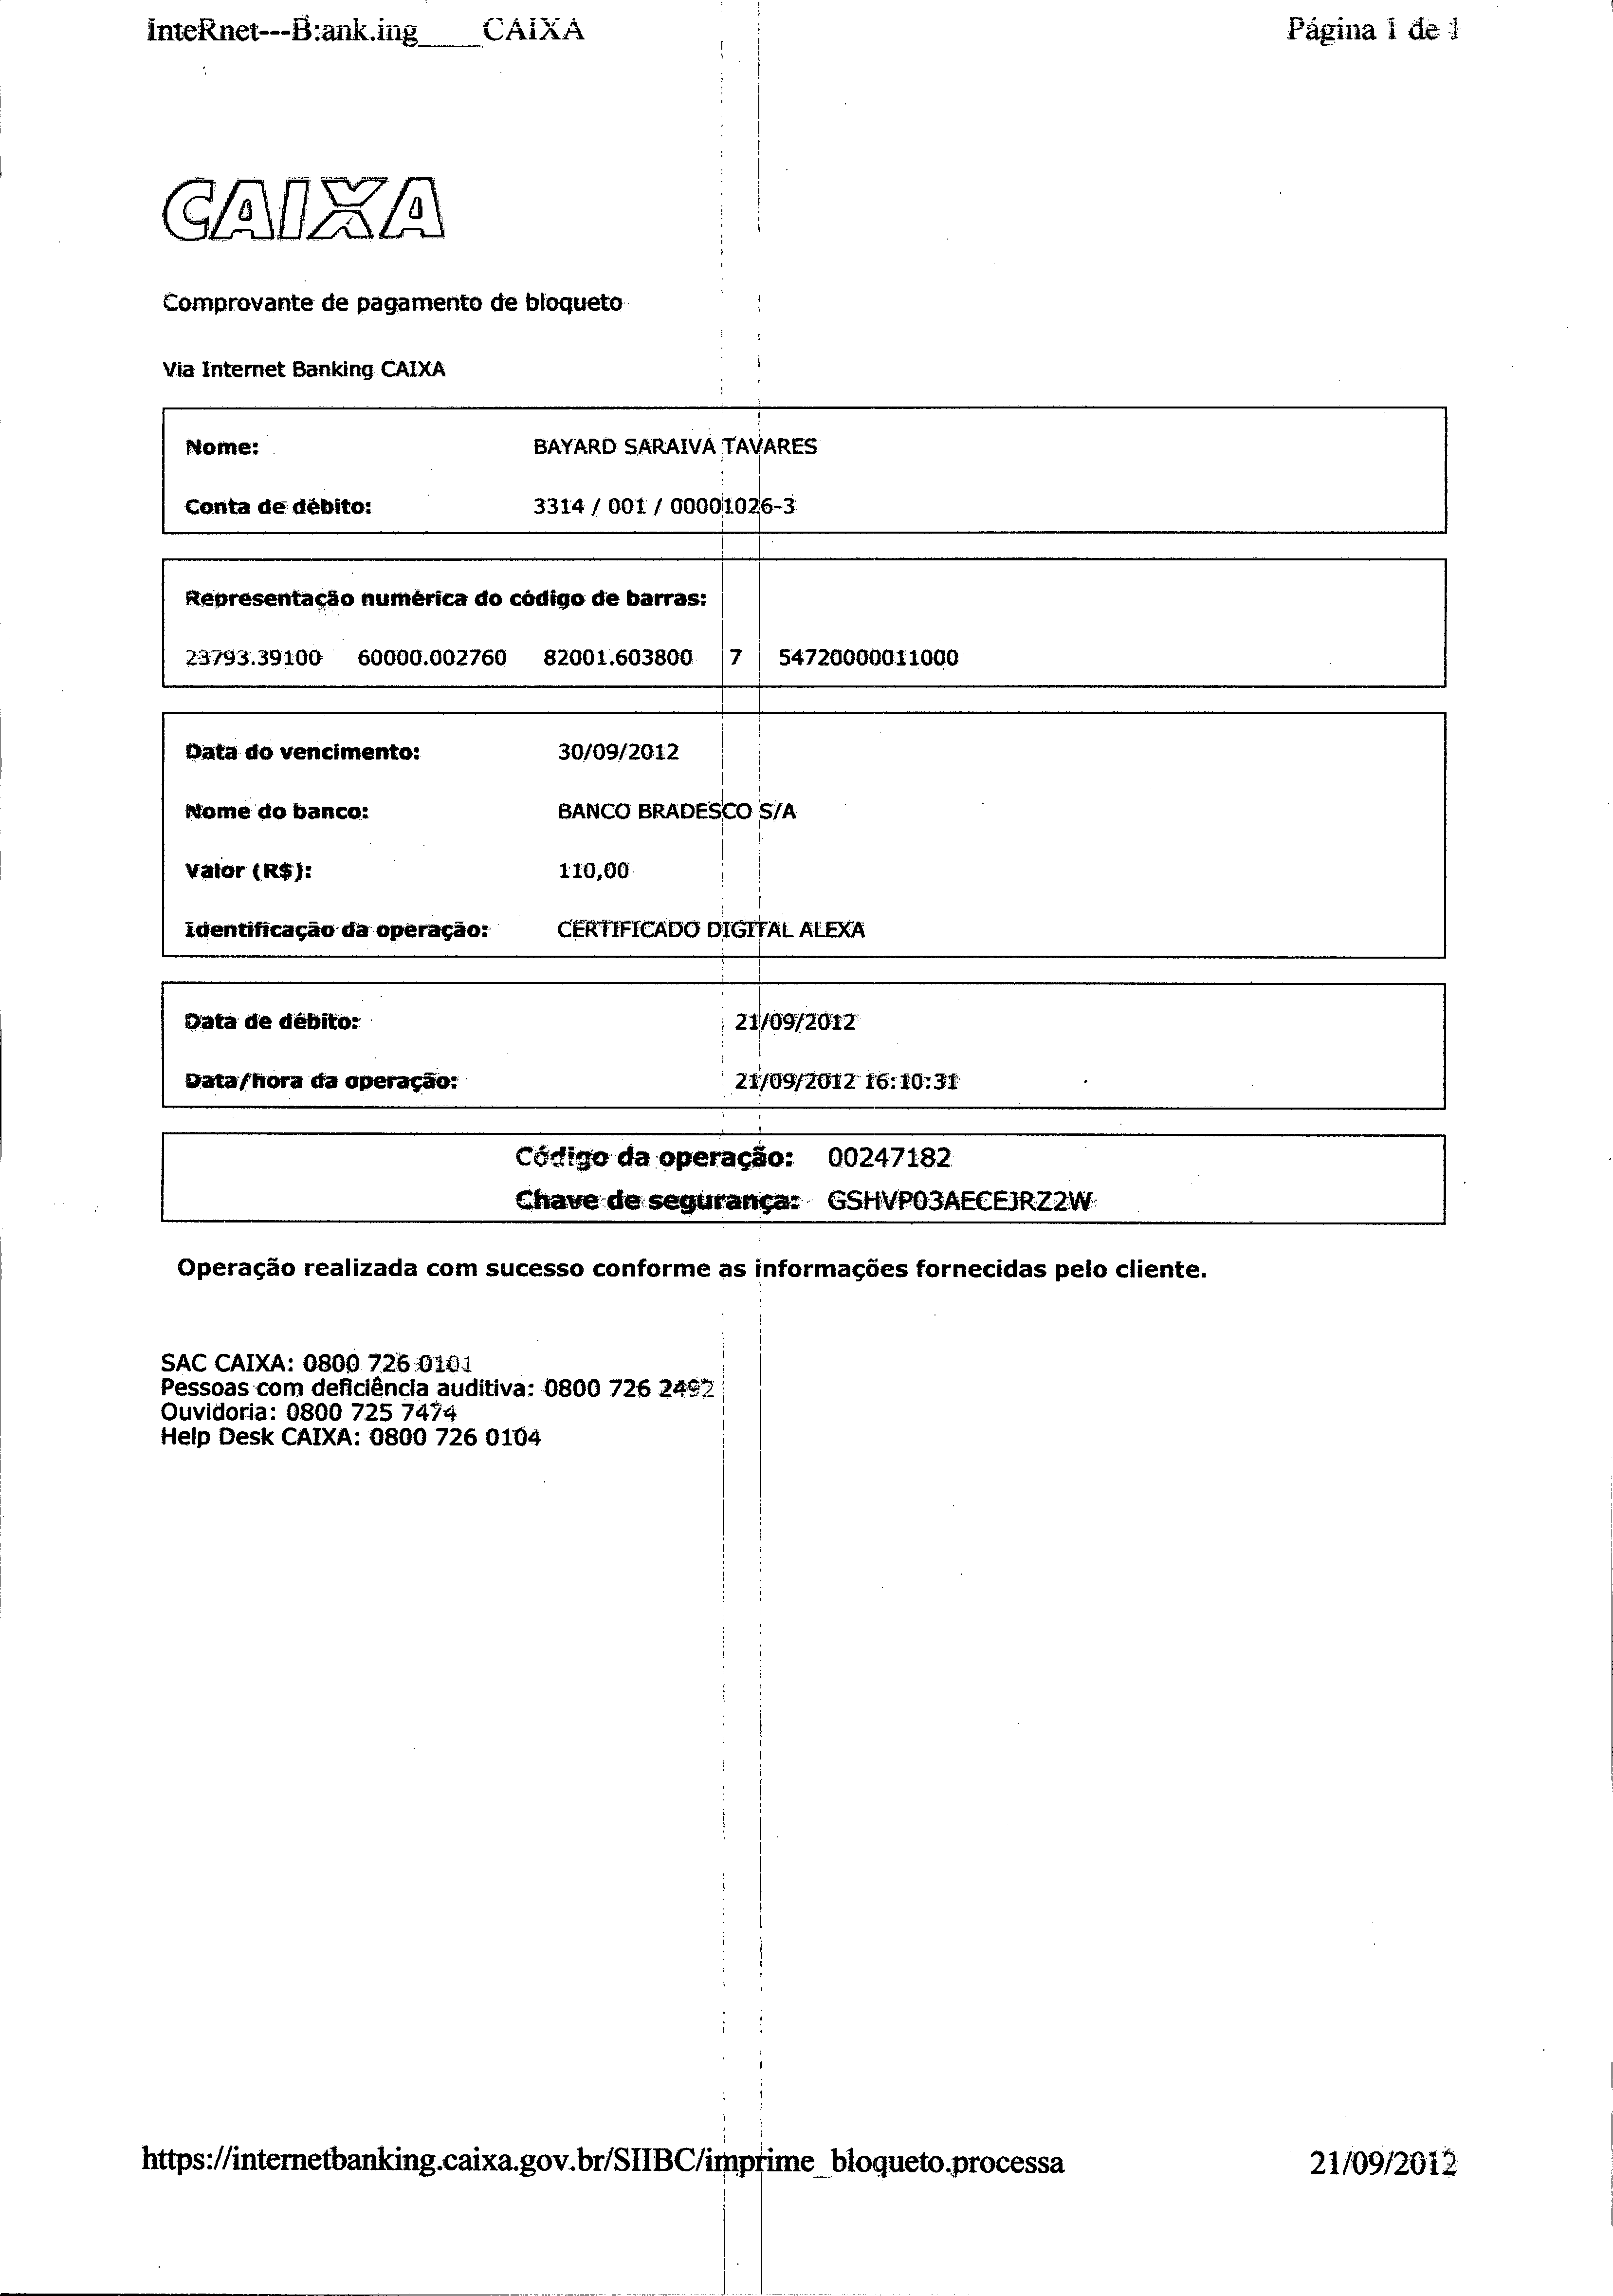 InteRnet---B:ank.ing____CAIXA Página 1 de 1
CAIXA
Comprovante de pagamento de bloqueto
Via Internet Banking CAIXA
Nome: BAYARD SARAIVA TAVARES
Conta de débito: 3314 / 001 / 00001026-3
Representação numérica do código de barras:
23793.39100 60000.002760 82001.603800 7 54720000011000
Data do vencimento: 30/09/2012
Nome do banco: BANCO BRADESCO S/A
Valor (R$): 110,00
Identificação da operação: CERTIFICADO DIGITAL ALEXA
Data de débito: 21/09/2012
Data/hora da operação: 21/09/2012 16:10:31
Código da operação: 00247182
Chave de segurança: GSHVP03AECEJRZ2W
Operação realizada com sucesso conforme as informações fornecidas pelo cliente.
SAC CAIXA: 0800 726 0101
Pessoas com deficiência auditiva: 0800 726 2492
Ouvidoria: 0800 725 7474
Help Desk CAIXA: 0800 726 0104
https://internetbanking.caixa.gov.br/SIIBC/imprime_bloqueto.processa 21/09/2012